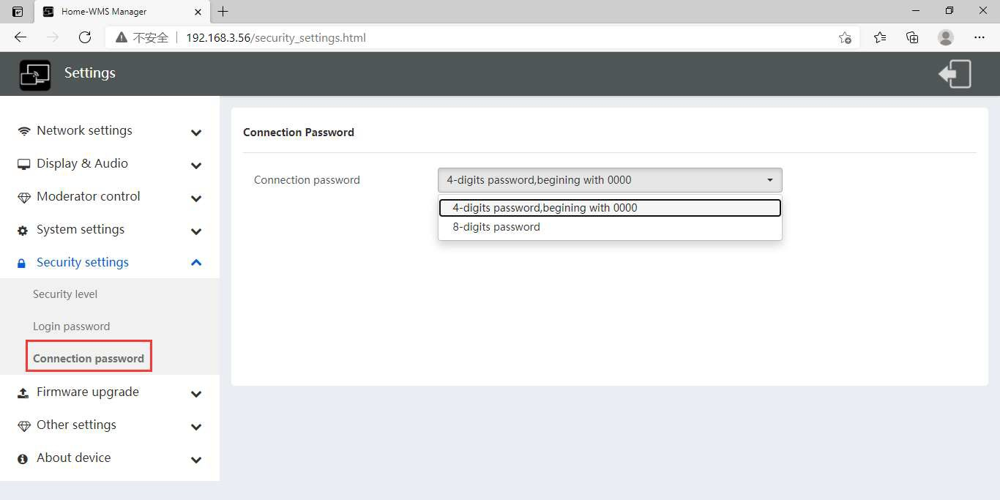 Home-WMS Manager
不安全 192.168.3.56/security_settings.html
Settings
Network settings
Display & Audio
Moderator control
System settings
Security settings
Security level
Login password
Connection password
Firmware upgrade
Other settings
About device
Connection Password
Connection password
4-digits password,begining with 0000
4-digits password,begining with 0000
8-digits password